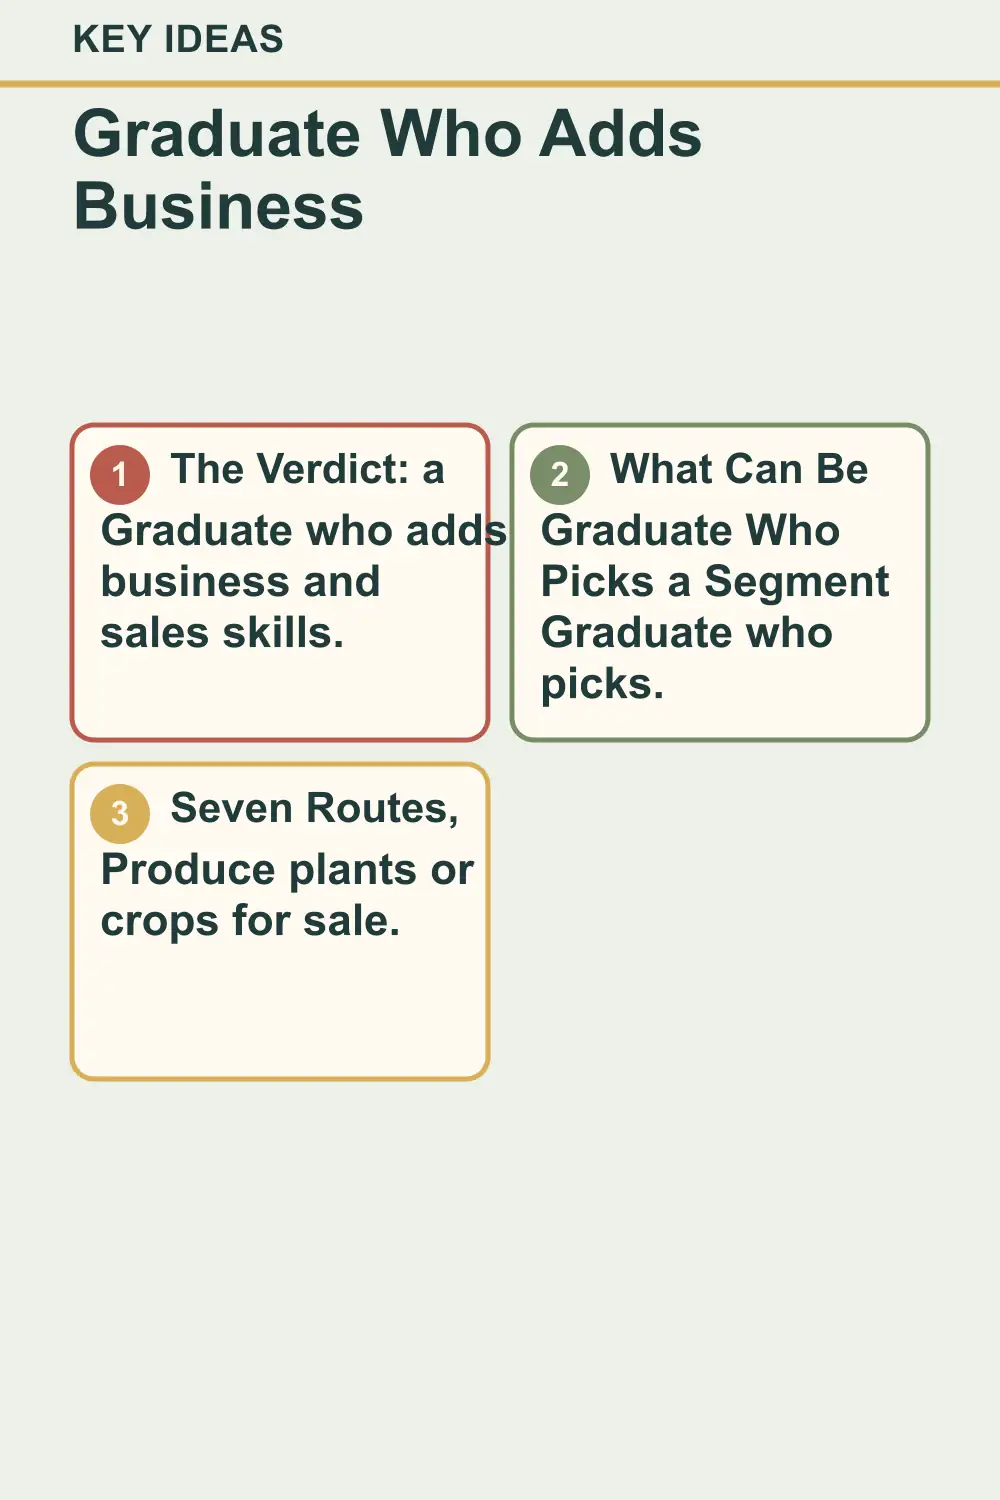 KEY IDEAS
Graduate Who Adds
Business
1 The Verdict: a
Graduate who adds
business and
sales skills.
2 What Can Be
Graduate Who
Picks a Segment
Graduate who
picks.
3 Seven Routes,
Produce plants or
crops for sale.